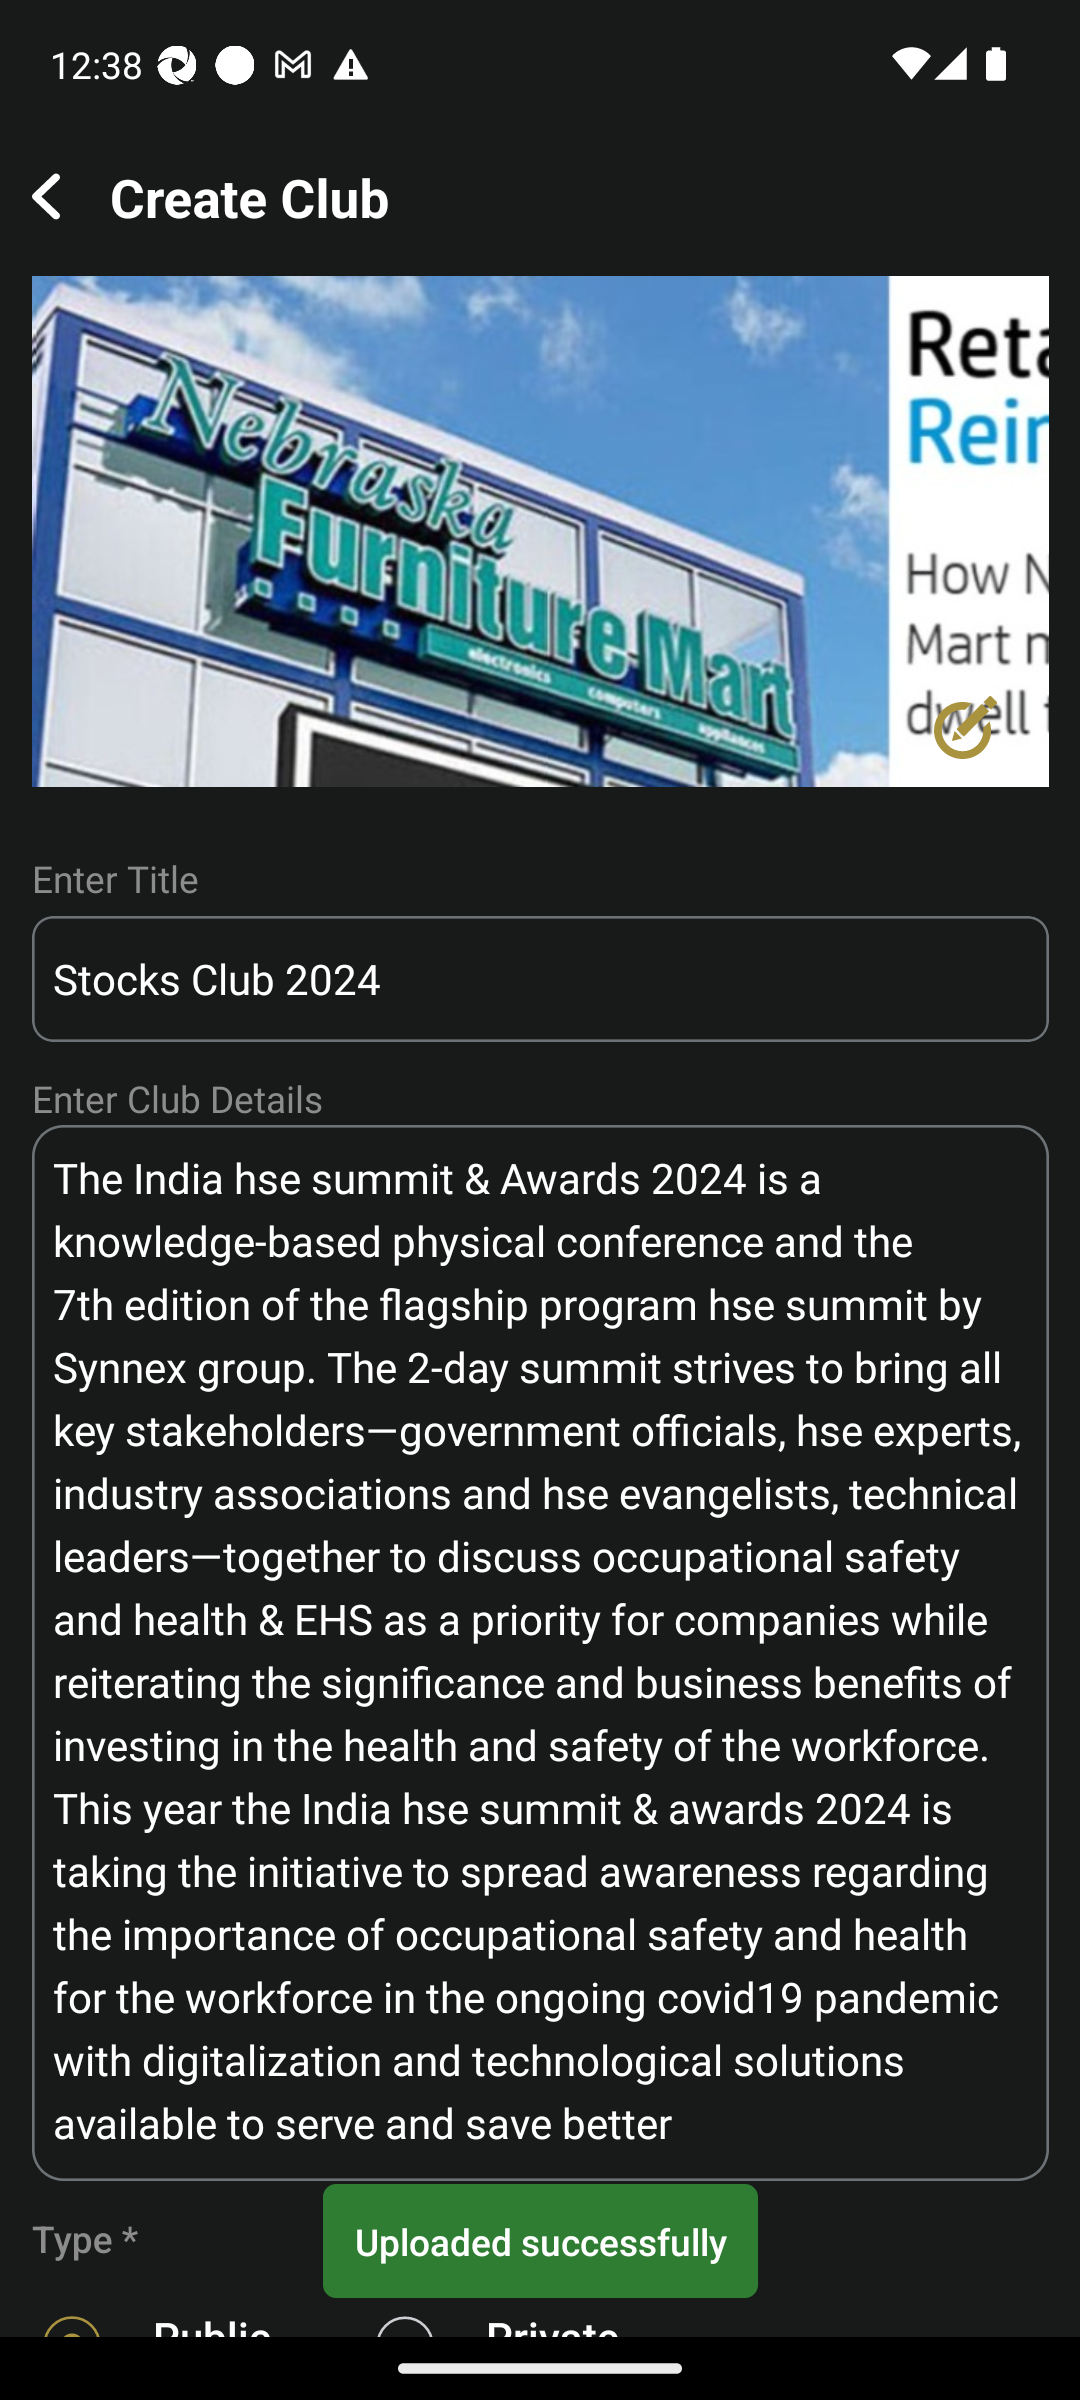 12:38
Create Club
Nebraska
Furniture Mart
electronics computers appliances
Reta
Rein
How N
Mart n
dwell t
Enter Title
Stocks Club 2024
Enter Club Details
The India hse summit & Awards 2024 is a
knowledge-based physical conference and the
7th edition of the flagship program hse summit by
Synnex group. The 2-day summit strives to bring all
key stakeholders—government officials, hse experts,
industry associations and hse evangelists, technical
leaders—together to discuss occupational safety
and health & EHS as a priority for companies while
reiterating the significance and business benefits of
investing in the health and safety of the workforce.
This year the India hse summit & awards 2024 is
taking the initiative to spread awareness regarding
the importance of occupational safety and health
for the workforce in the ongoing covid19 pandemic
with digitalization and technological solutions
available to serve and save better
Type *
Uploaded successfully
Public Private